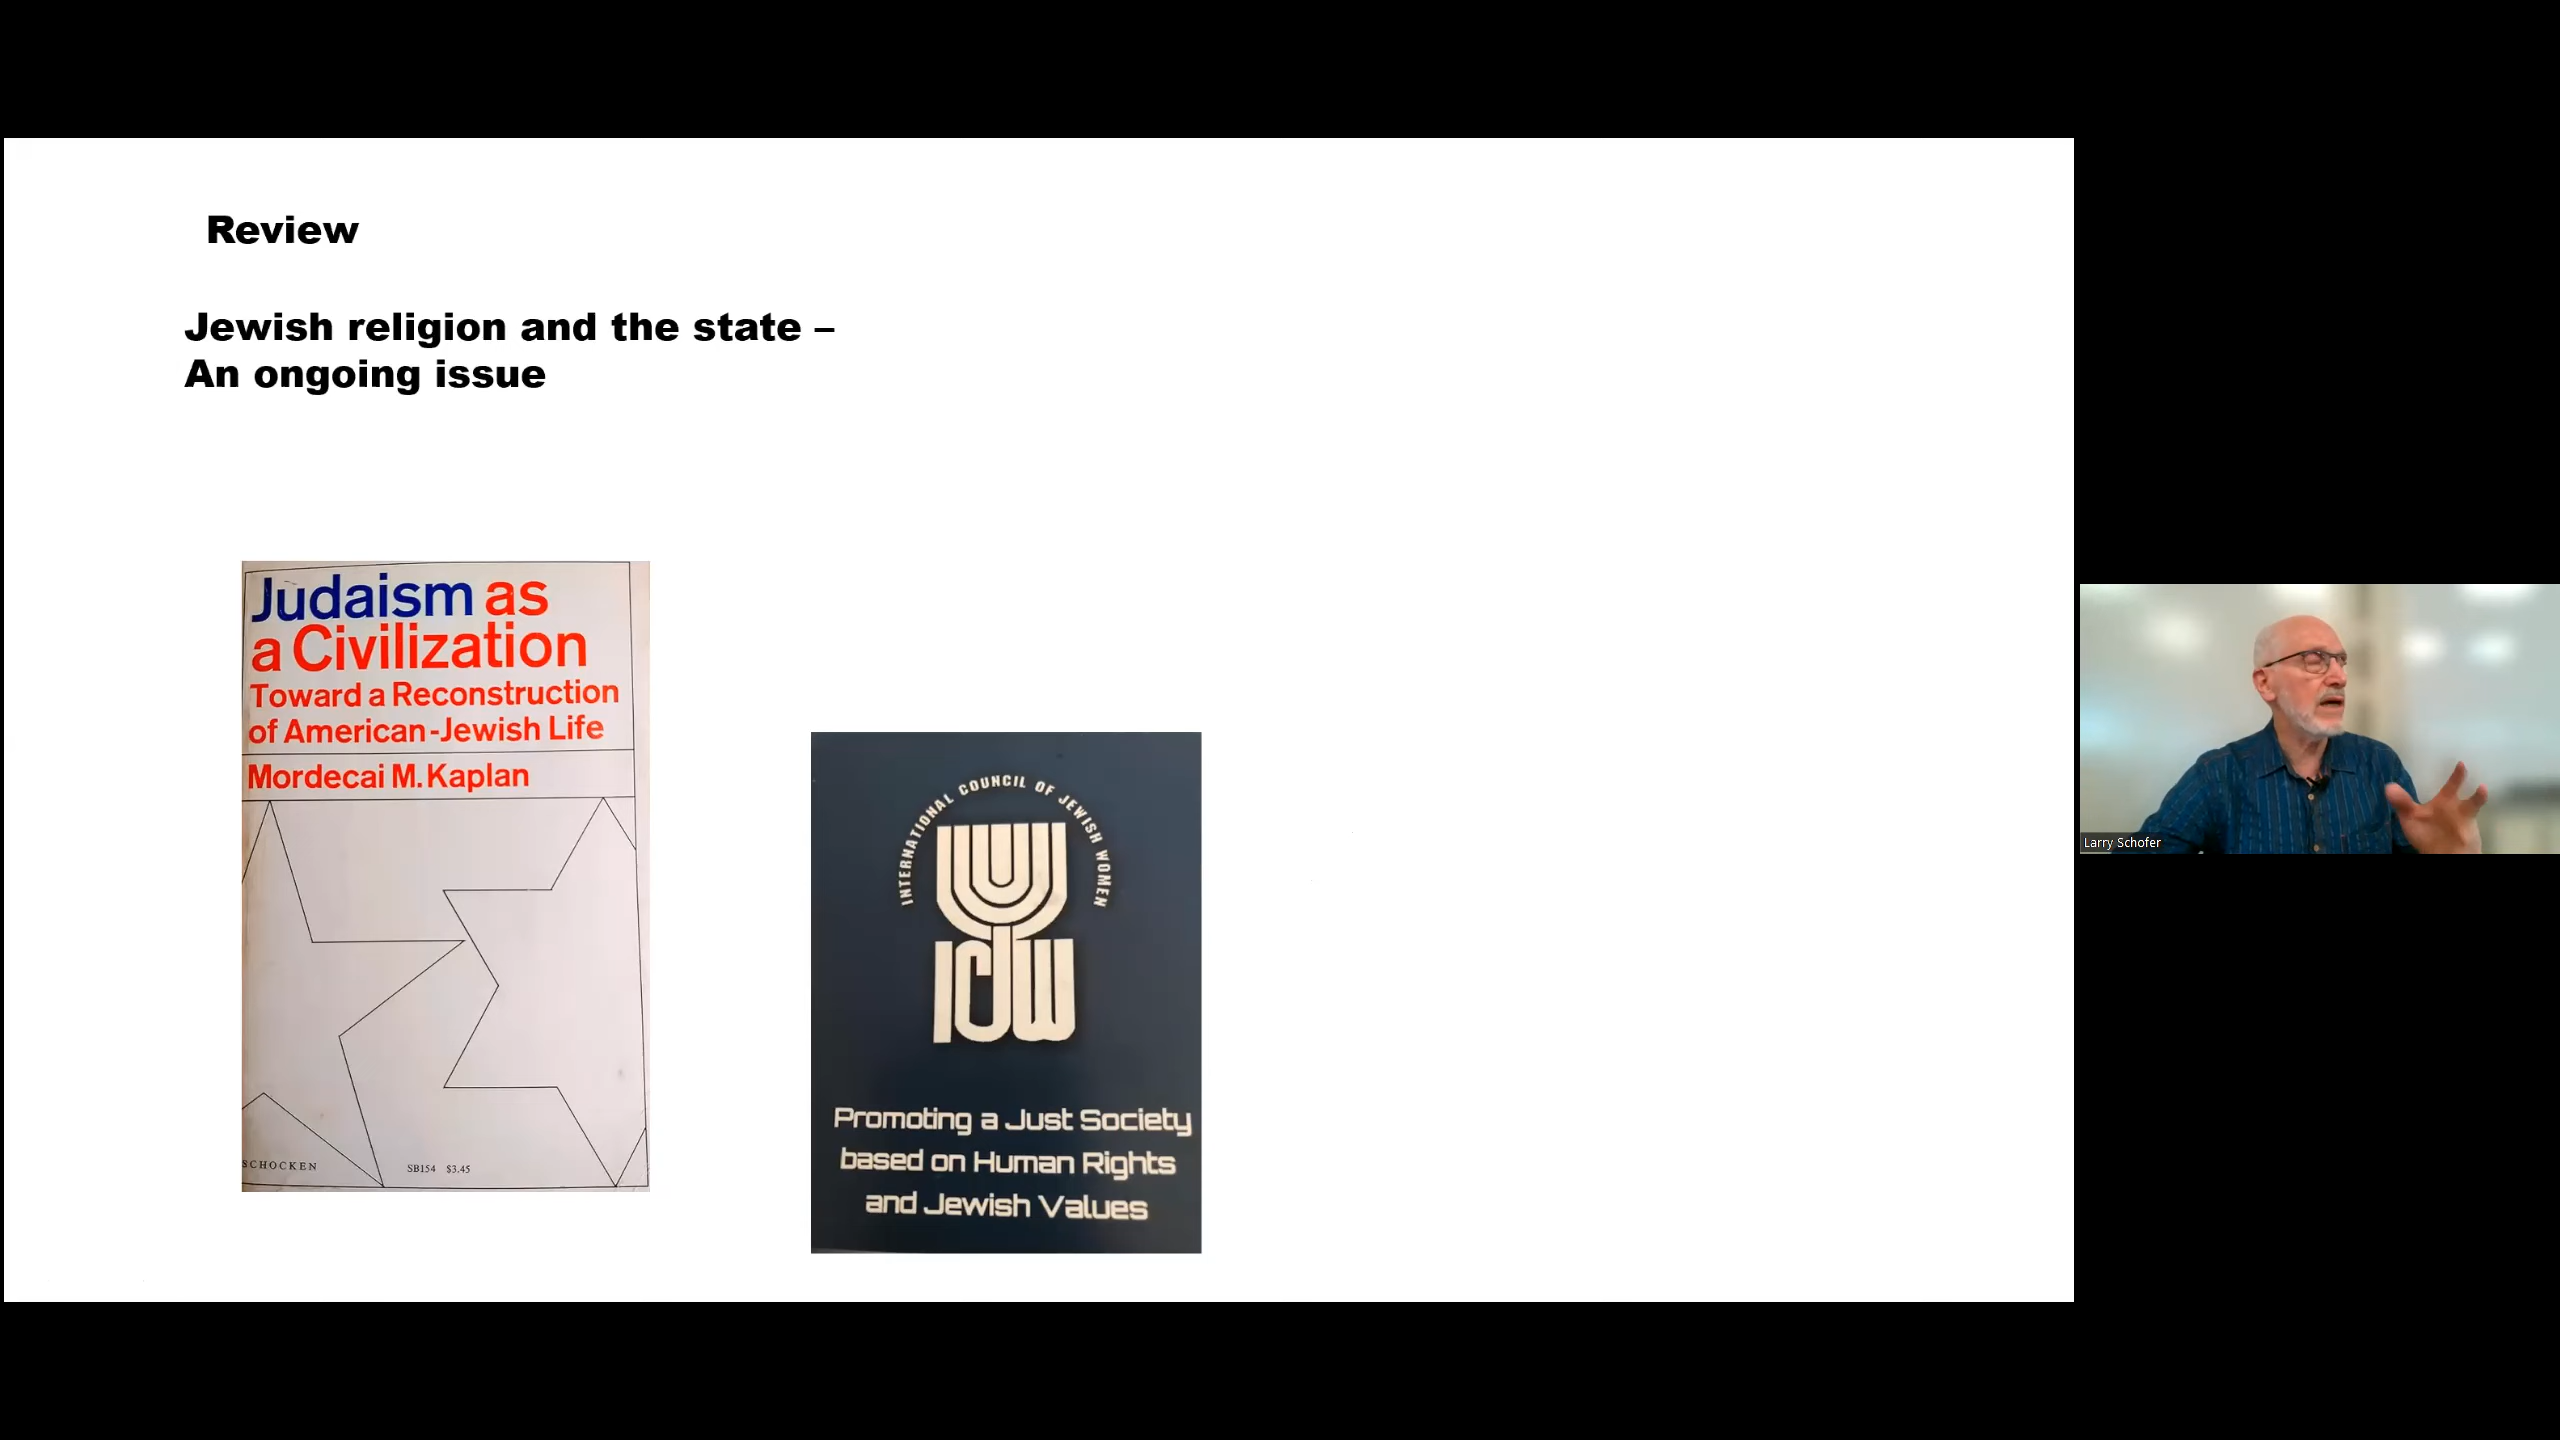 Review
Jewish religion and the state –
An ongoing issue
Judaism as
a Civilization
Toward a Reconstruction
of American-Jewish Life
Mordecai M. Kaplan
SCHOCKEN SB154 $3.45
INTERNATIONAL COUNCIL OF JEWISH WOMEN
ICJW
Promoting a Just Society
based on Human Rights
and Jewish Values
Larry Schofer